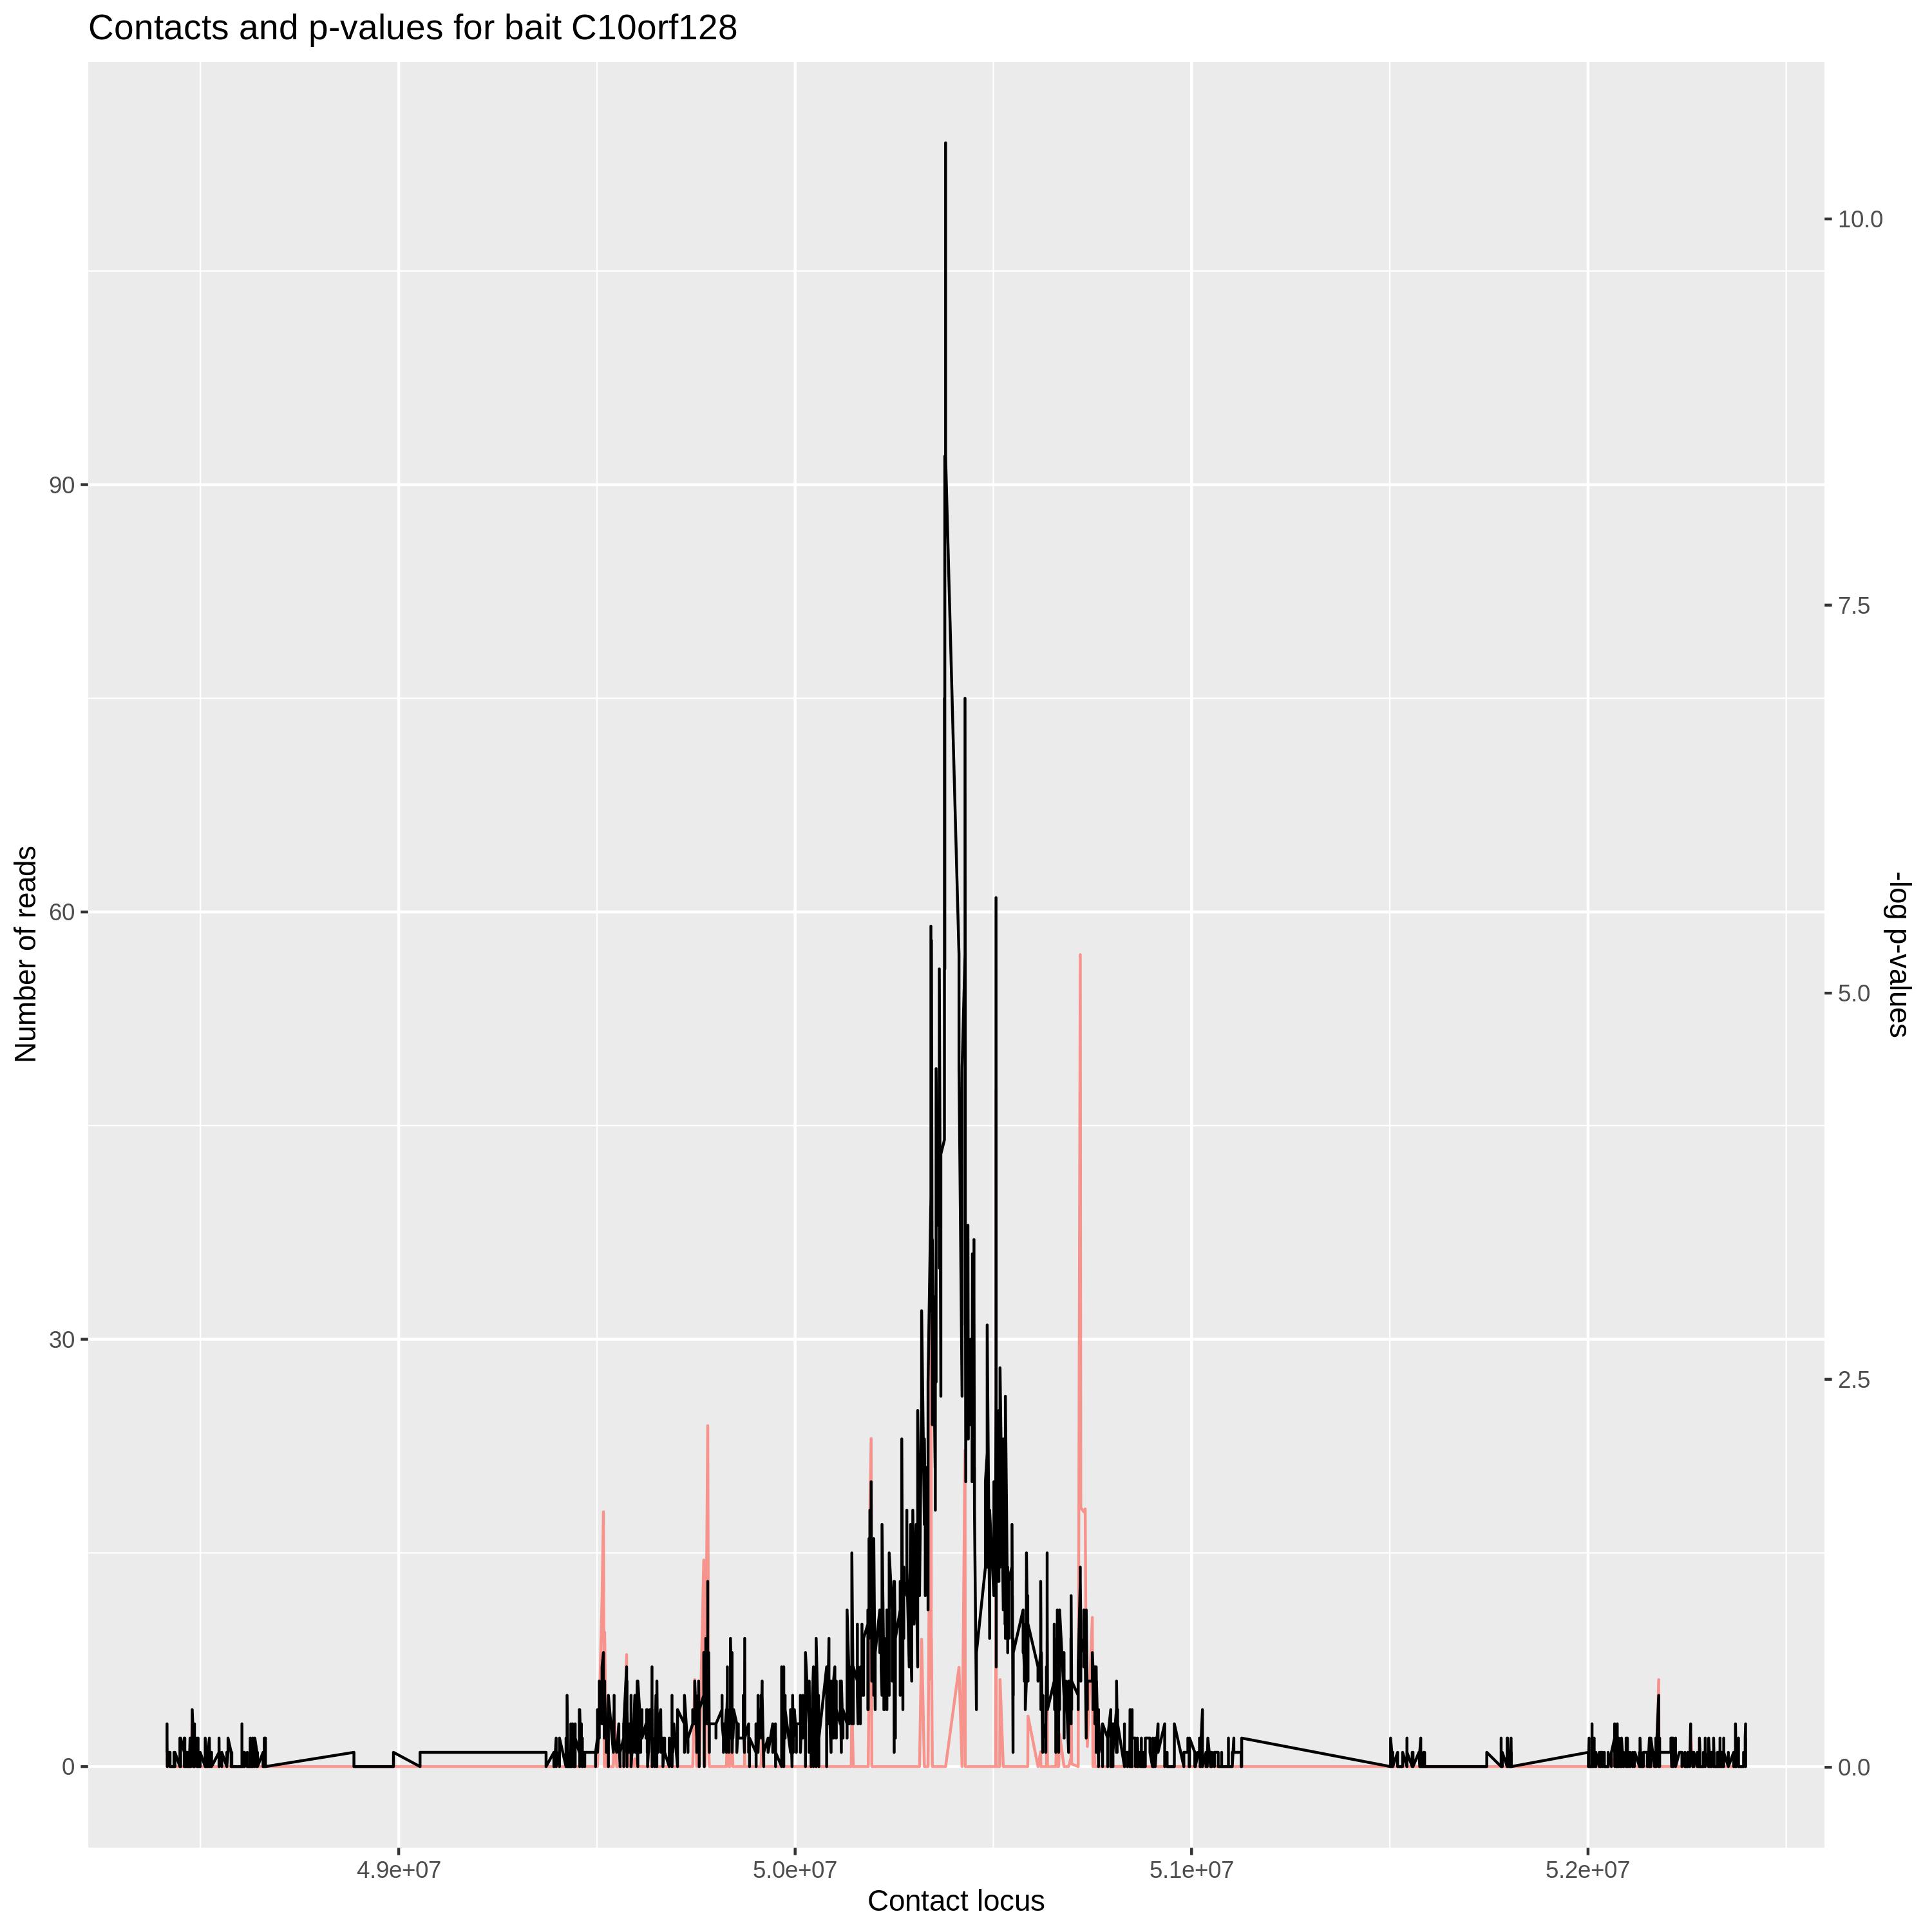 Contacts and p-values for bait C10orf128
Number of reads
90
60
30
0
10.0
7.5
5.0
2.5
0.0
-log p-values
4.9e+07
5.0e+07
5.1e+07
5.2e+07
Contact locus